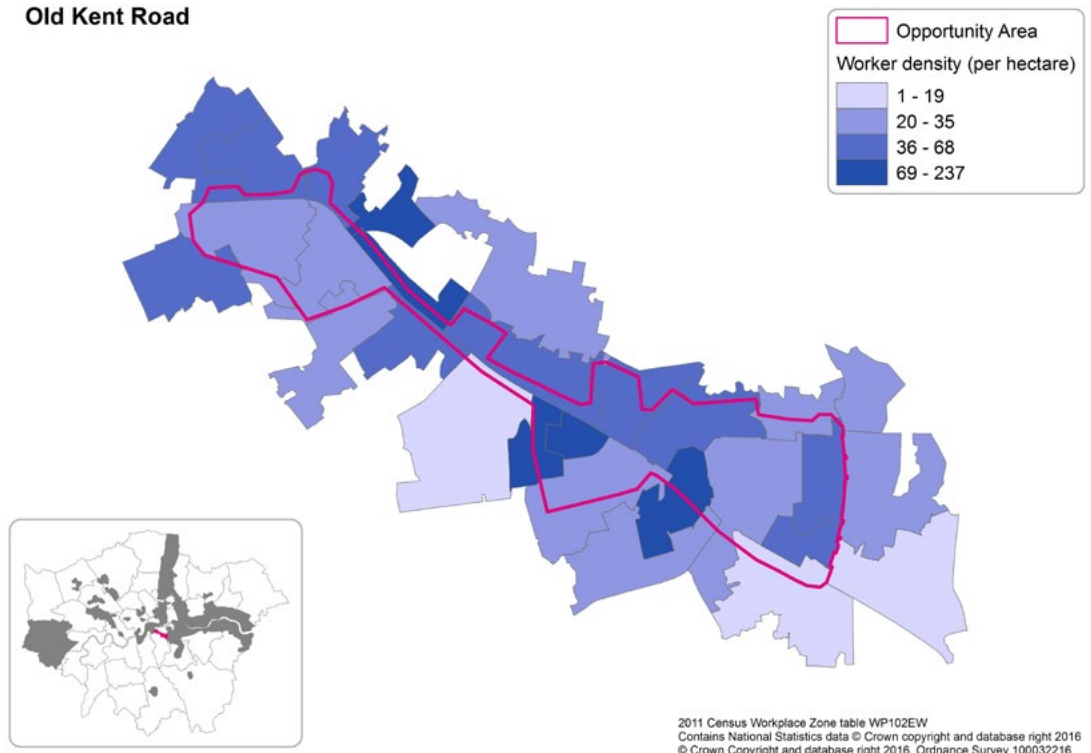 Old Kent Road
Opportunity Area
Worker density (per hectare)
1 - 19
20 - 35
36 - 68
69 - 237
2011 Census Workplace Zone table WP102EW
Contains National Statistics data © Crown copyright and database right 2016
© Crown Copyright and database right 2016. Ordnance Survey 100032216